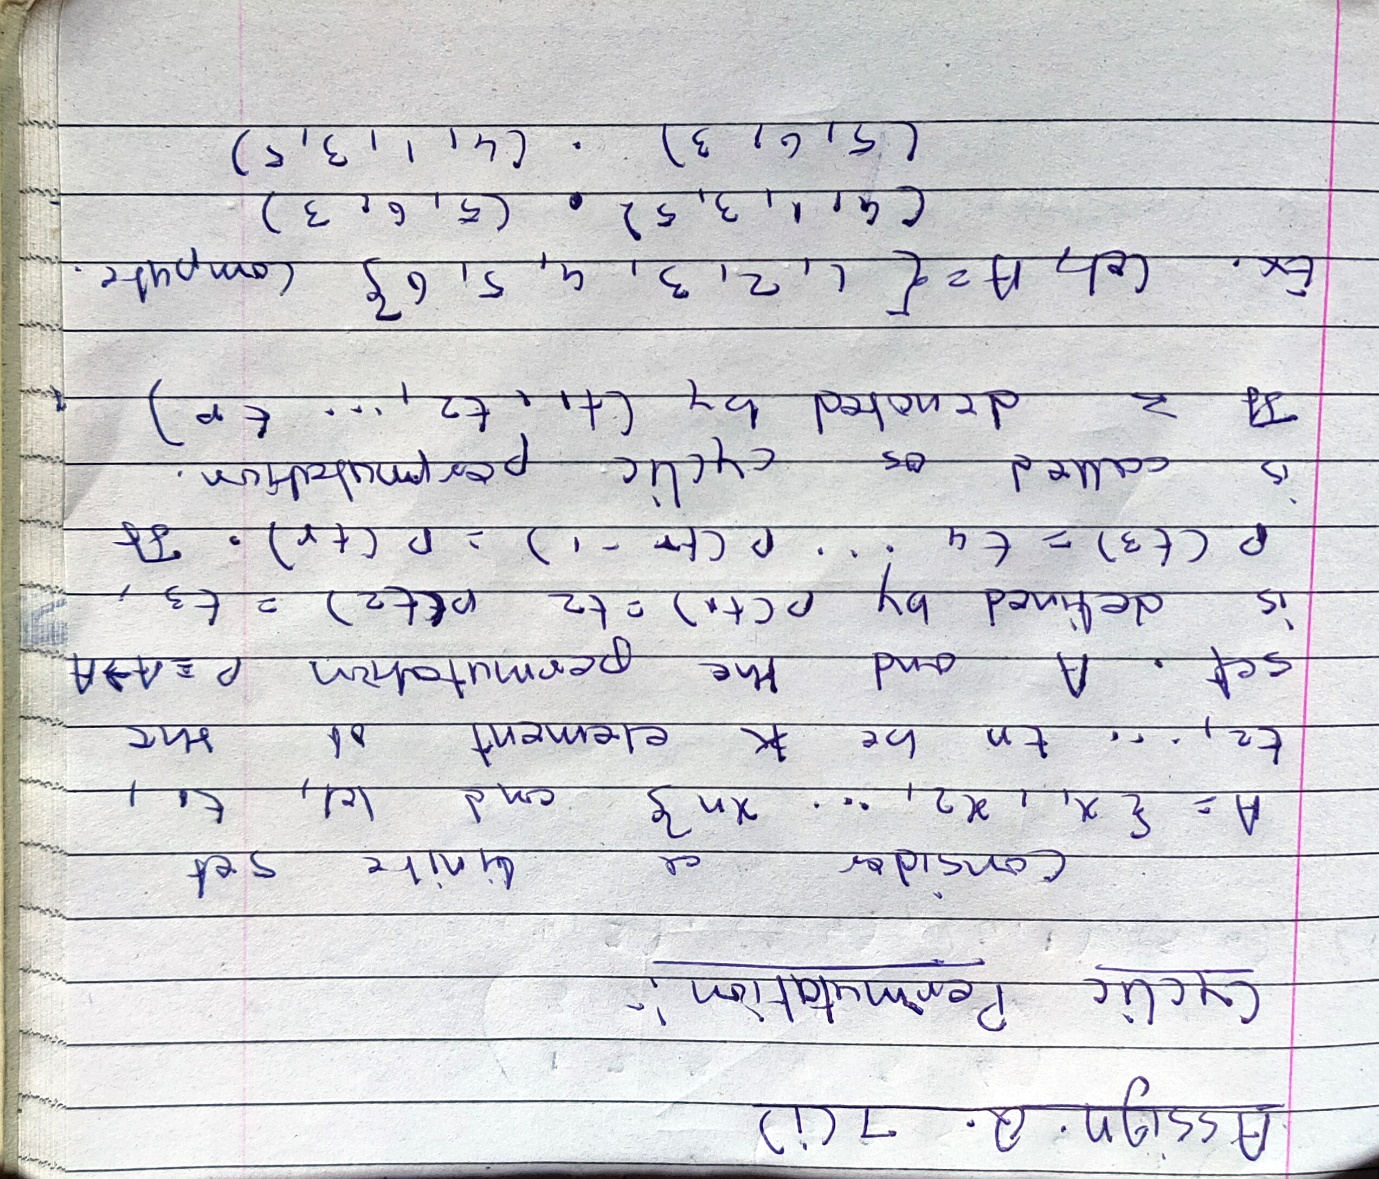 Assign. Q. 7(i)
Cyclic Permutation:
Consider a finite set
A = {x1, x2, ... xn} and let, t1,
t2, ... tn be K element of the
set. A and the permutation P=A→A
is defined by P(t1) = t2 P(t2) = t3,
P(t3) = t4 ... P(tr-1) = P(tr). It
is called as cyclic permutation.
It is denoted by (t1, t2, ... tr)
Ex. Let, A = {1, 2, 3, 4, 5, 6} Compute.
(4, 1, 3, 5) • (5, 6, 3)
(5, 6, 3) • (4, 1, 3, 5)